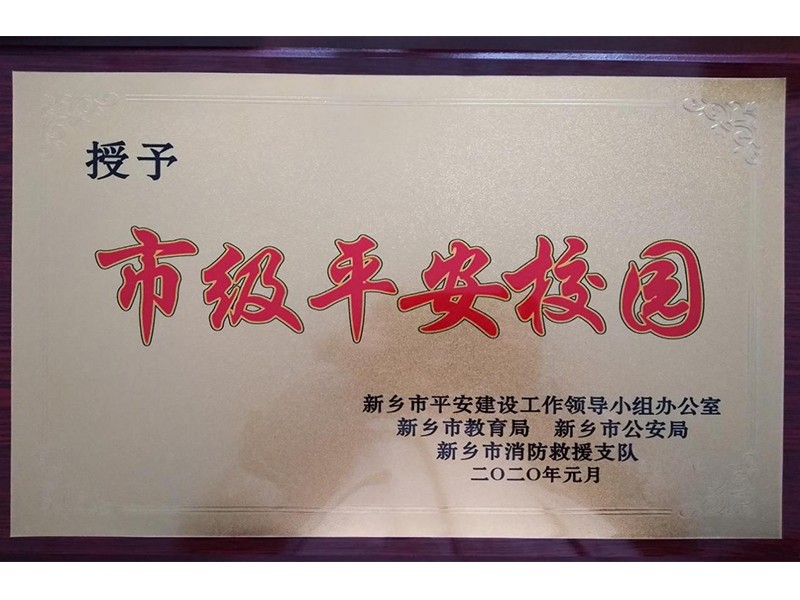 授予
市级平安校园
新乡市平安建设工作领导小组办公室
新乡市教育局 新乡市公安局
新乡市消防救援支队
二〇二〇年元月